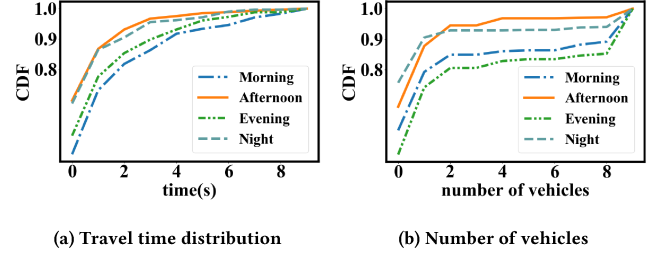 1.0
0.9
0.8
CDF
Morning
Afternoon
Evening
Night
0 2 4 6 8
time(s)
(a) Travel time distribution
1.0
0.9
0.8
CDF
Morning
Afternoon
Evening
Night
0 2 4 6 8
number of vehicles
(b) Number of vehicles